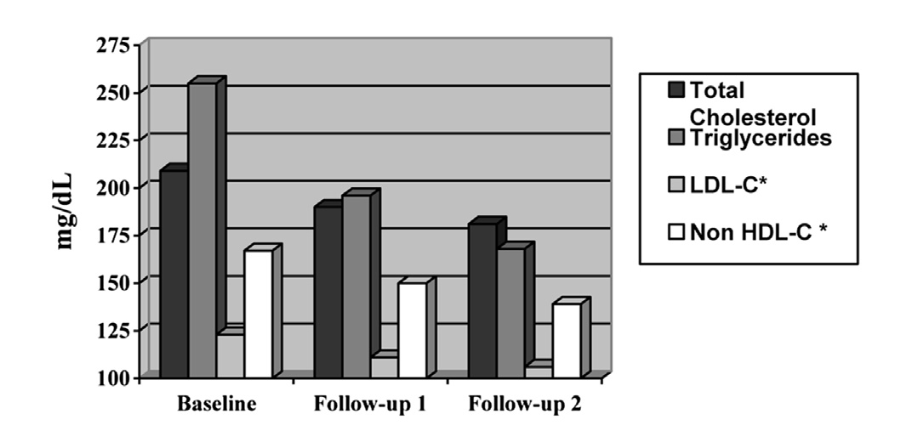 275
250
225
200
175
150
125
100
mg/dL
Baseline
Follow-up 1
Follow-up 2
Total
Cholesterol
Triglycerides
LDL-C*
Non HDL-C *